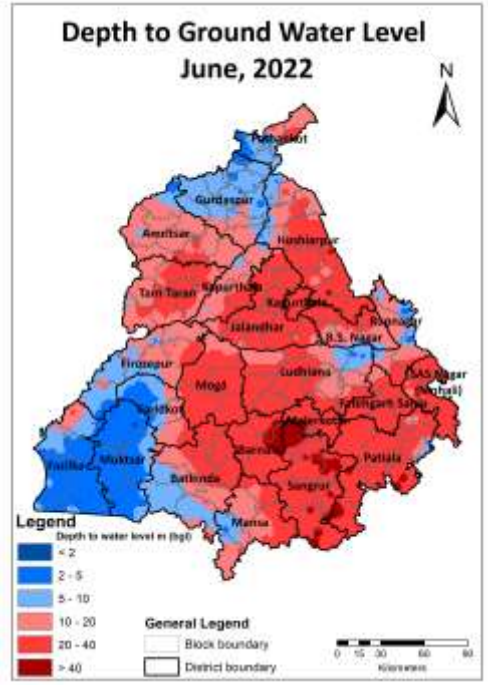 Depth to Ground Water Level
June, 2022
N
Pathankot
Gurdaspur
Amritsar
Hoshiarpur
Tarn Taran
Kapurthala
Kapurthala
Rupnagar
Jalandhar
B.S. Nagar
Firozepur
Ludhiana
SAS Nagar
(Mohali)
Moga
Fatehgarh Sahib
Faridkot
Malerkotla
Barnala
Patiala
Fazilka
Muktsar
Bathinda
Sangrur
Mansa
Legend
Depth to water level m (bgl)
< 2
2 - 5
5 - 10
10 - 20
20 - 40
> 40
General Legend
Block boundary
District boundary
0 15 30 60 90
Kilometers